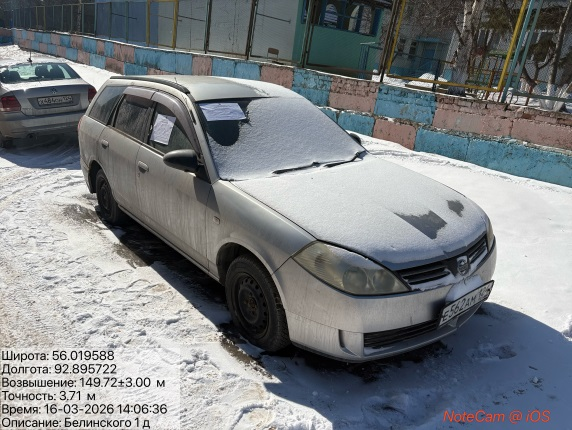 E562AM
Широта: 56.019588
Долгота: 92.895722
Возвышение: 149.72±3.00 м
Точность: 3,71 м
Время: 16-03-2026 14:06:36
Описание: Белинского 1 д
NoteCam @ iOS